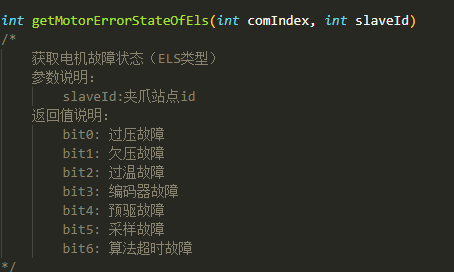 int getMotorErrorStateOfEls(int comIndex, int slaveId)
/*
获取电机故障状态（ELS类型）
参数说明：
slaveId:夹爪站点id
返回值说明：
bit0: 过压故障
bit1: 欠压故障
bit2: 过温故障
bit3: 编码器故障
bit4: 预驱故障
bit5: 采样故障
bit6: 算法超时故障
*/